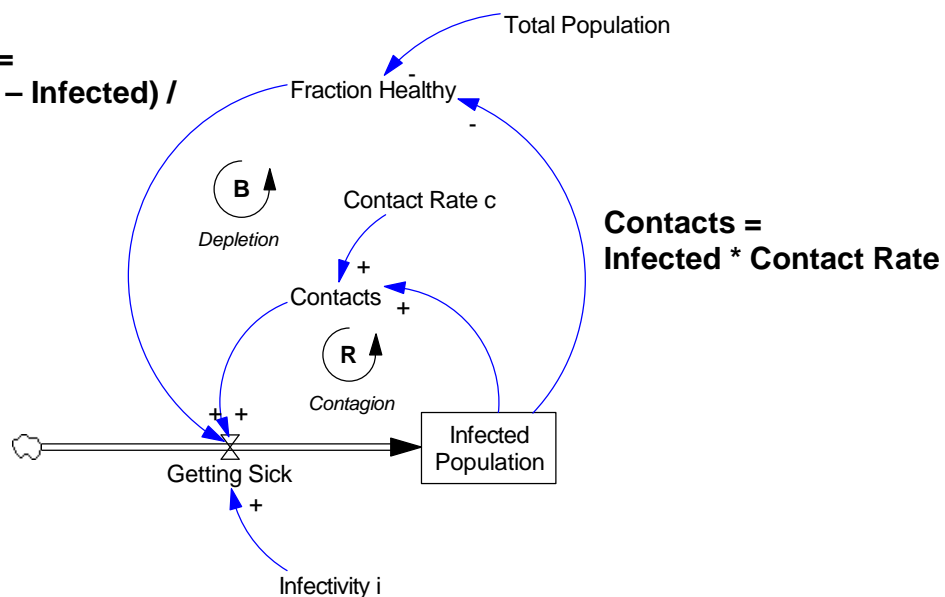 Total Population
=
– Infected) /
-
Fraction Healthy
-
B
Depletion
Contact Rate c
Contacts =
Infected * Contact Rate
+
Contacts
+
R
Contagion
+ +
Infected
Population
Getting Sick
+
Infectivity i